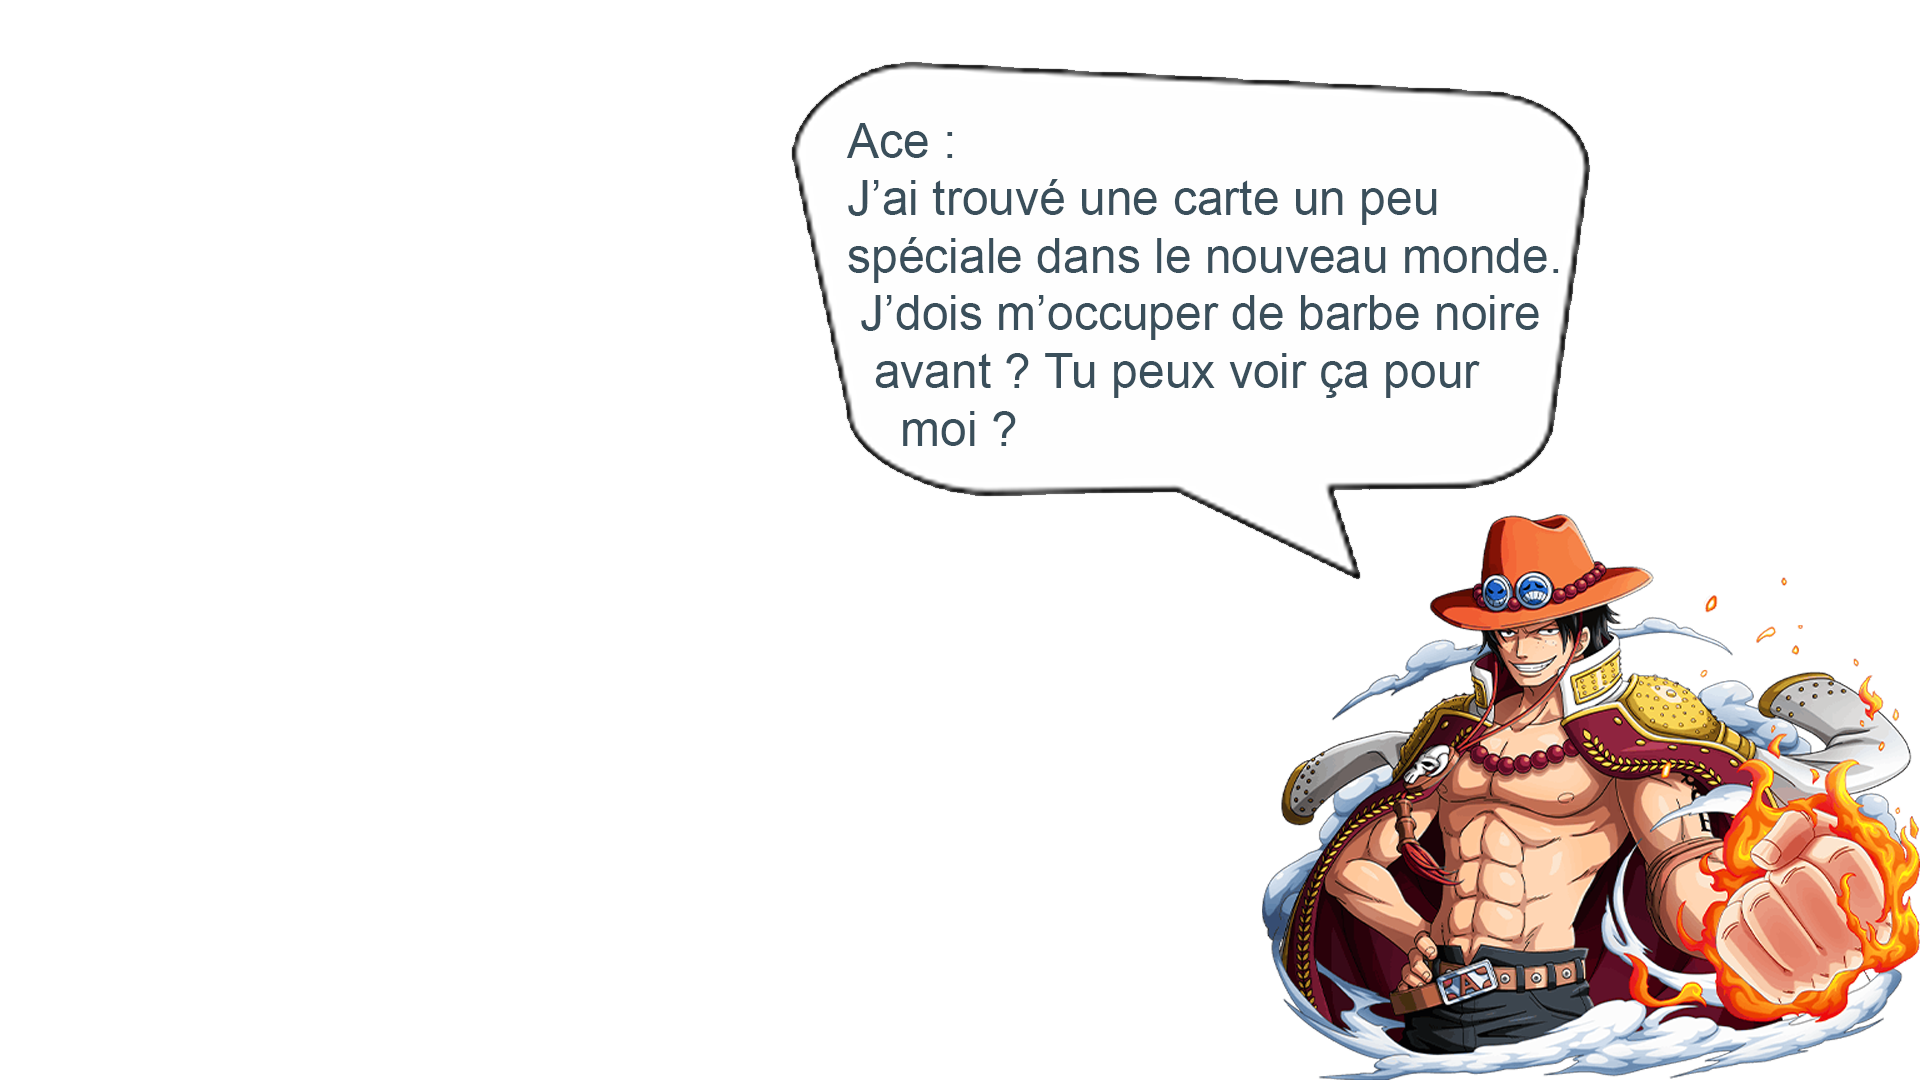 Ace :
J’ai trouvé une carte un peu
spéciale dans le nouveau monde.
J’dois m’occuper de barbe noire
avant ? Tu peux voir ça pour
moi ?
A